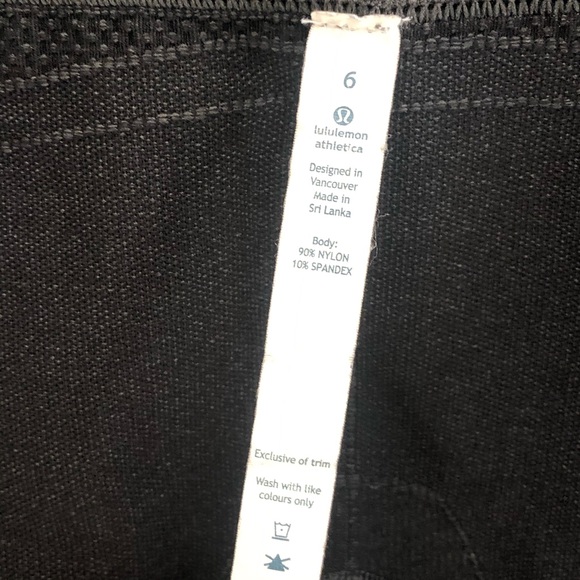 6
lululemon
athletica
Designed in
Vancouver
Made in
Sri Lanka
Body:
90% NYLON
10% SPANDEX
Exclusive of trim
Wash with like
colours only